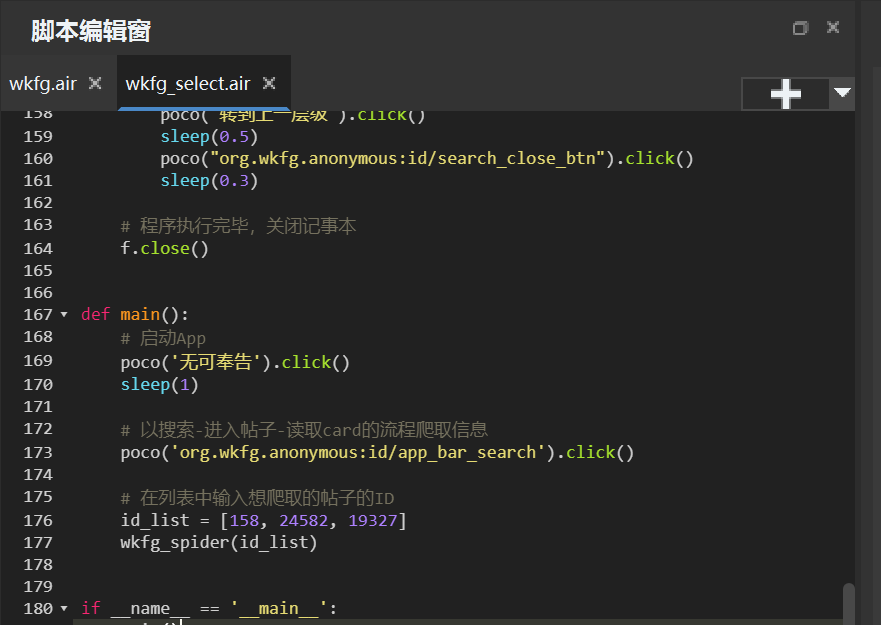 脚本编辑窗
wkfg.air
wkfg_select.air
158 poco("转到上一层级").click()
159 sleep(0.5)
160 poco("org.wkfg.anonymous:id/search_close_btn").click()
161 sleep(0.3)
162
163 # 程序执行完毕，关闭记事本
164 f.close()
165
166
167 def main():
168 # 启动App
169 poco('无可奉告').click()
170 sleep(1)
171
172 # 以搜索-进入帖子-读取card的流程爬取信息
173 poco('org.wkfg.anonymous:id/app_bar_search').click()
174
175 # 在列表中输入想爬取的帖子的ID
176 id_list = [158, 24582, 19327]
177 wkfg_spider(id_list)
178
179
180 if __name__ == '__main__':